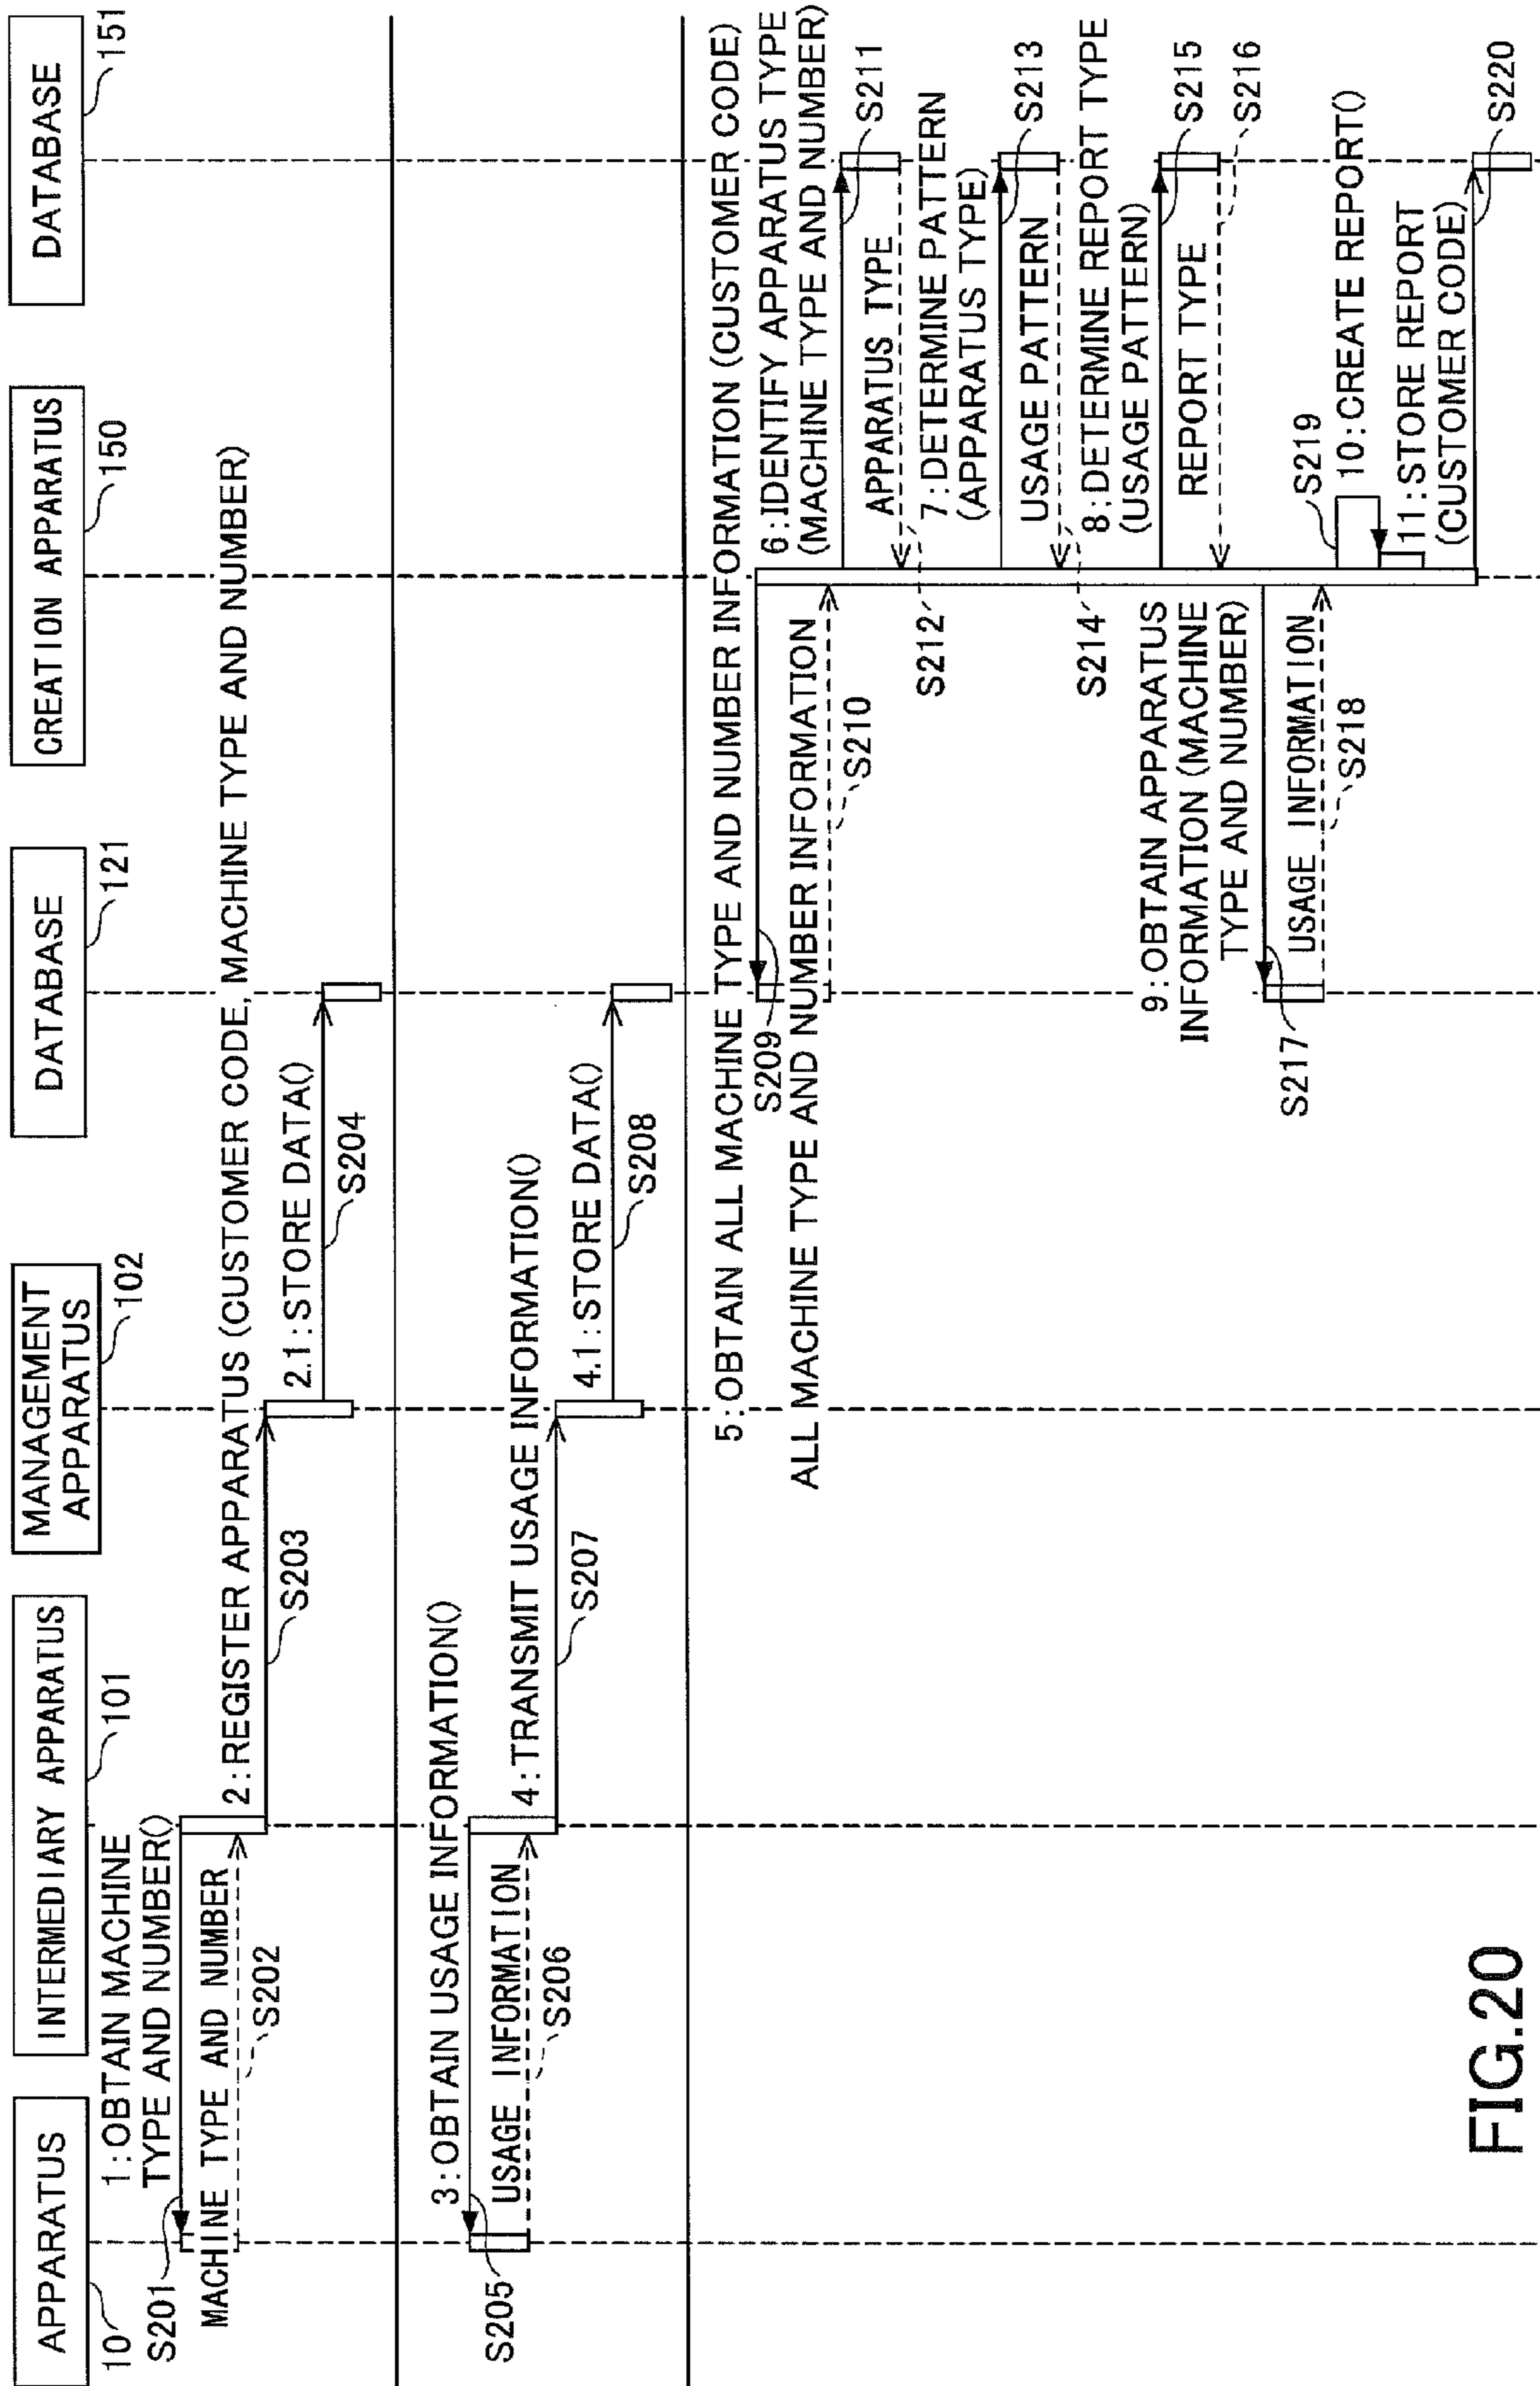 APPARATUS
10
INTERMEDIARY APPARATUS
101
MANAGEMENT
APPARATUS
102
DATABASE
121
CREATION APPARATUS
150
DATABASE
151
1:OBTAIN MACHINE
TYPE AND NUMBER()
S201
MACHINE TYPE AND NUMBER
S202
2:REGISTER APPARATUS (CUSTOMER CODE, MACHINE TYPE AND NUMBER)
S203
2.1:STORE DATA()
S204
3:OBTAIN USAGE INFORMATION()
S205
USAGE INFORMATION
S206
4:TRANSMIT USAGE INFORMATION()
S207
4.1:STORE DATA()
S208
5:OBTAIN ALL MACHINE TYPE AND NUMBER INFORMATION (CUSTOMER CODE)
S209
ALL MACHINE TYPE AND NUMBER INFORMATION
S210
6:IDENTIFY APPARATUS TYPE
(MACHINE TYPE AND NUMBER)
S211
APPARATUS TYPE
S212
7:DETERMINE PATTERN
(APPARATUS TYPE)
S213
USAGE PATTERN
S214
8:DETERMINE REPORT TYPE
(USAGE PATTERN)
S215
REPORT TYPE
S216
9:OBTAIN APPARATUS
INFORMATION (MACHINE
TYPE AND NUMBER)
S217
USAGE INFORMATION
S218
S219
10:CREATE REPORT()
11:STORE REPORT
(CUSTOMER CODE)
S220
FIG.20